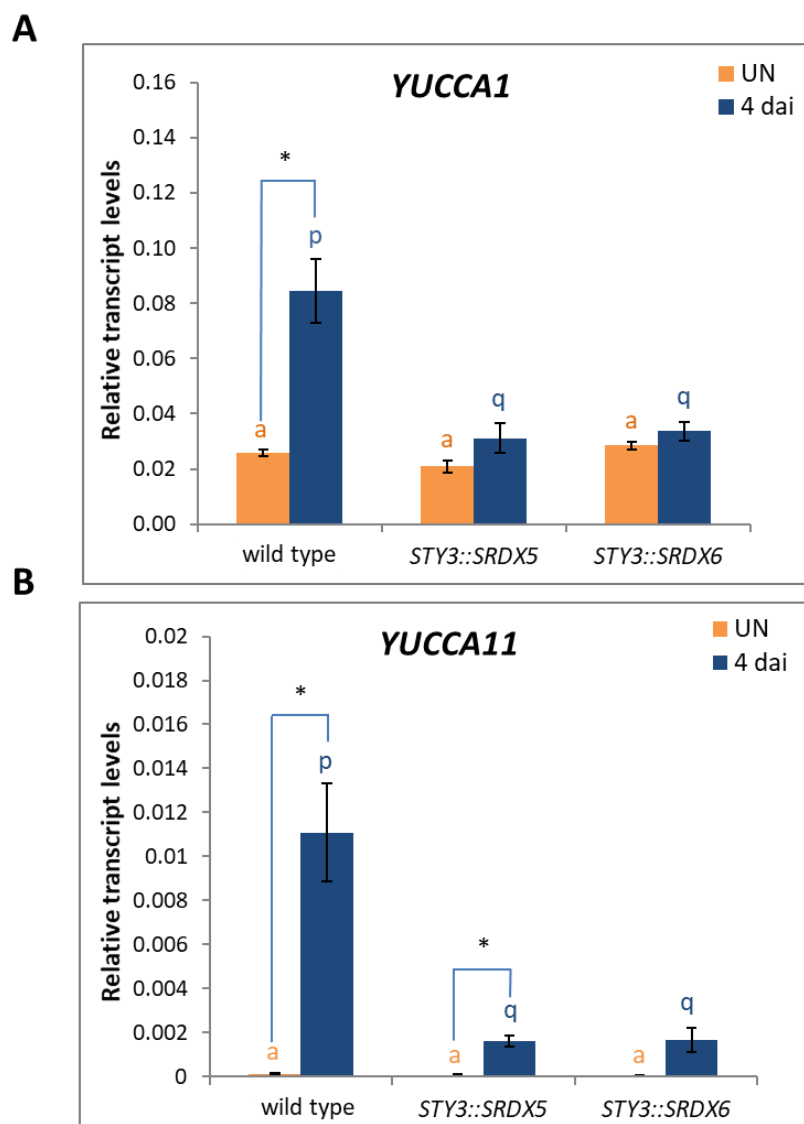 A
YUCCA1
UN
4 dai
Relative transcript levels
0.16
0.14
0.12
0.10
0.08
0.06
0.04
0.02
0.00
*
a
p
a
q
a
q
wild type
STY3::SRDX5
STY3::SRDX6
B
YUCCA11
UN
4 dai
Relative transcript levels
0.02
0.018
0.016
0.014
0.012
0.01
0.008
0.006
0.004
0.002
0
*
a
p
*
a
q
a
q
wild type
STY3::SRDX5
STY3::SRDX6